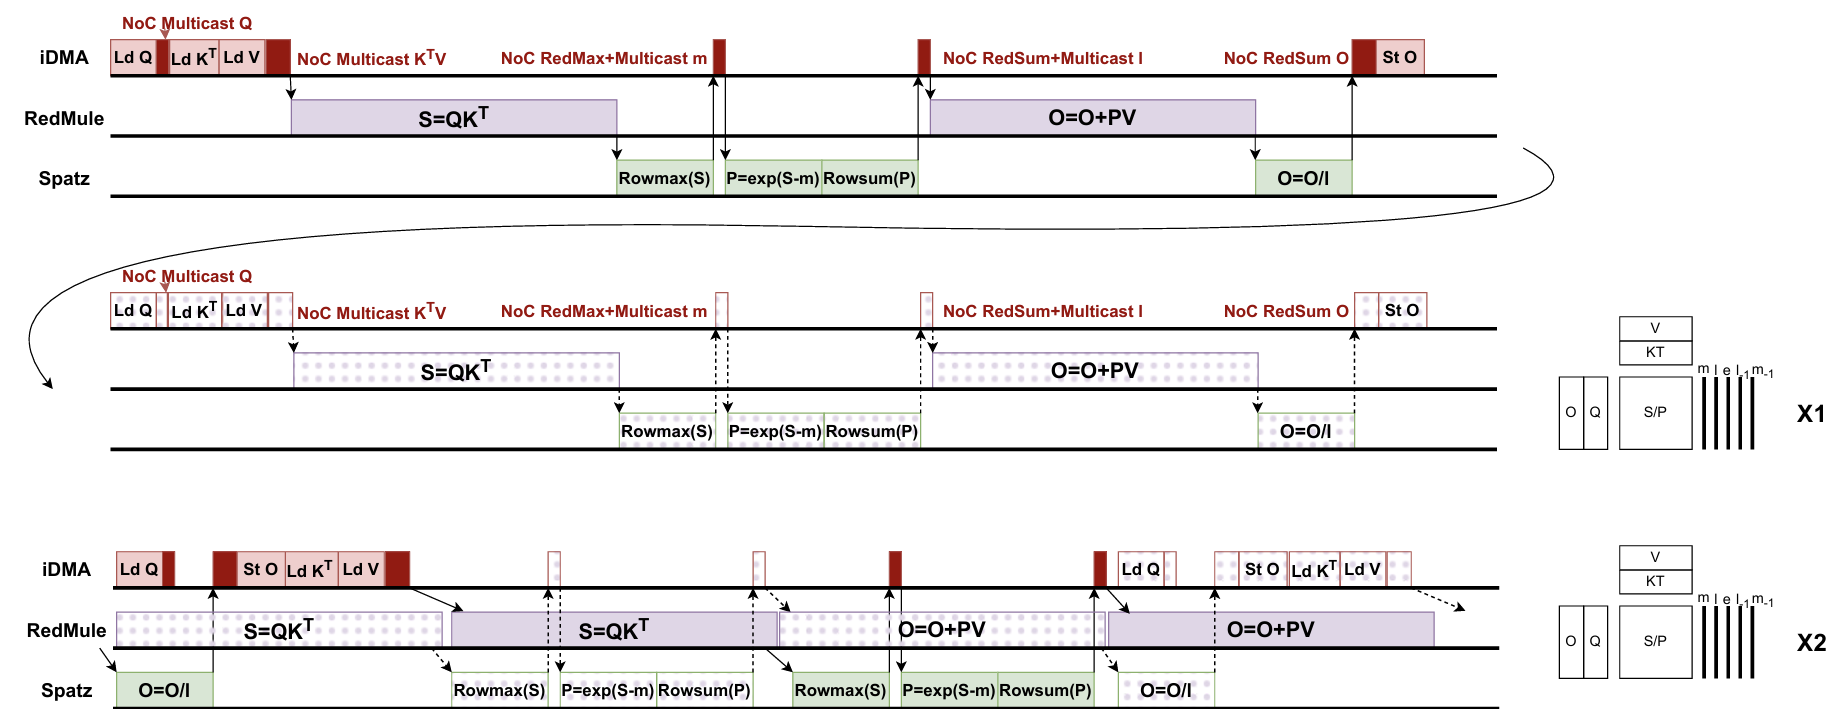 NoC Multicast Q
iDMA Ld Q Ld K^T Ld V NoC Multicast K^TV NoC RedMax+Multicast m NoC RedSum+Multicast l NoC RedSum O St O
RedMule S=QK^T O=O+PV
Spatz Rowmax(S) P=exp(S-m) Rowsum(P) O=O/l
NoC Multicast Q
Ld Q Ld K^T Ld V NoC Multicast K^TV NoC RedMax+Multicast m NoC RedSum+Multicast l NoC RedSum O St O
S=QK^T O=O+PV
Rowmax(S) P=exp(S-m) Rowsum(P) O=O/l
V
KT
m l e l-1 m-1
O Q S/P X1
iDMA Ld Q St O Ld K^T Ld V Ld Q St O Ld K^T Ld V
RedMule S=QK^T S=QK^T O=O+PV O=O+PV
Spatz O=O/l Rowmax(S) P=exp(S-m) Rowsum(P) Rowmax(S) P=exp(S-m) Rowsum(P) O=O/l
V
KT
m l e l-1 m-1
O Q S/P X2